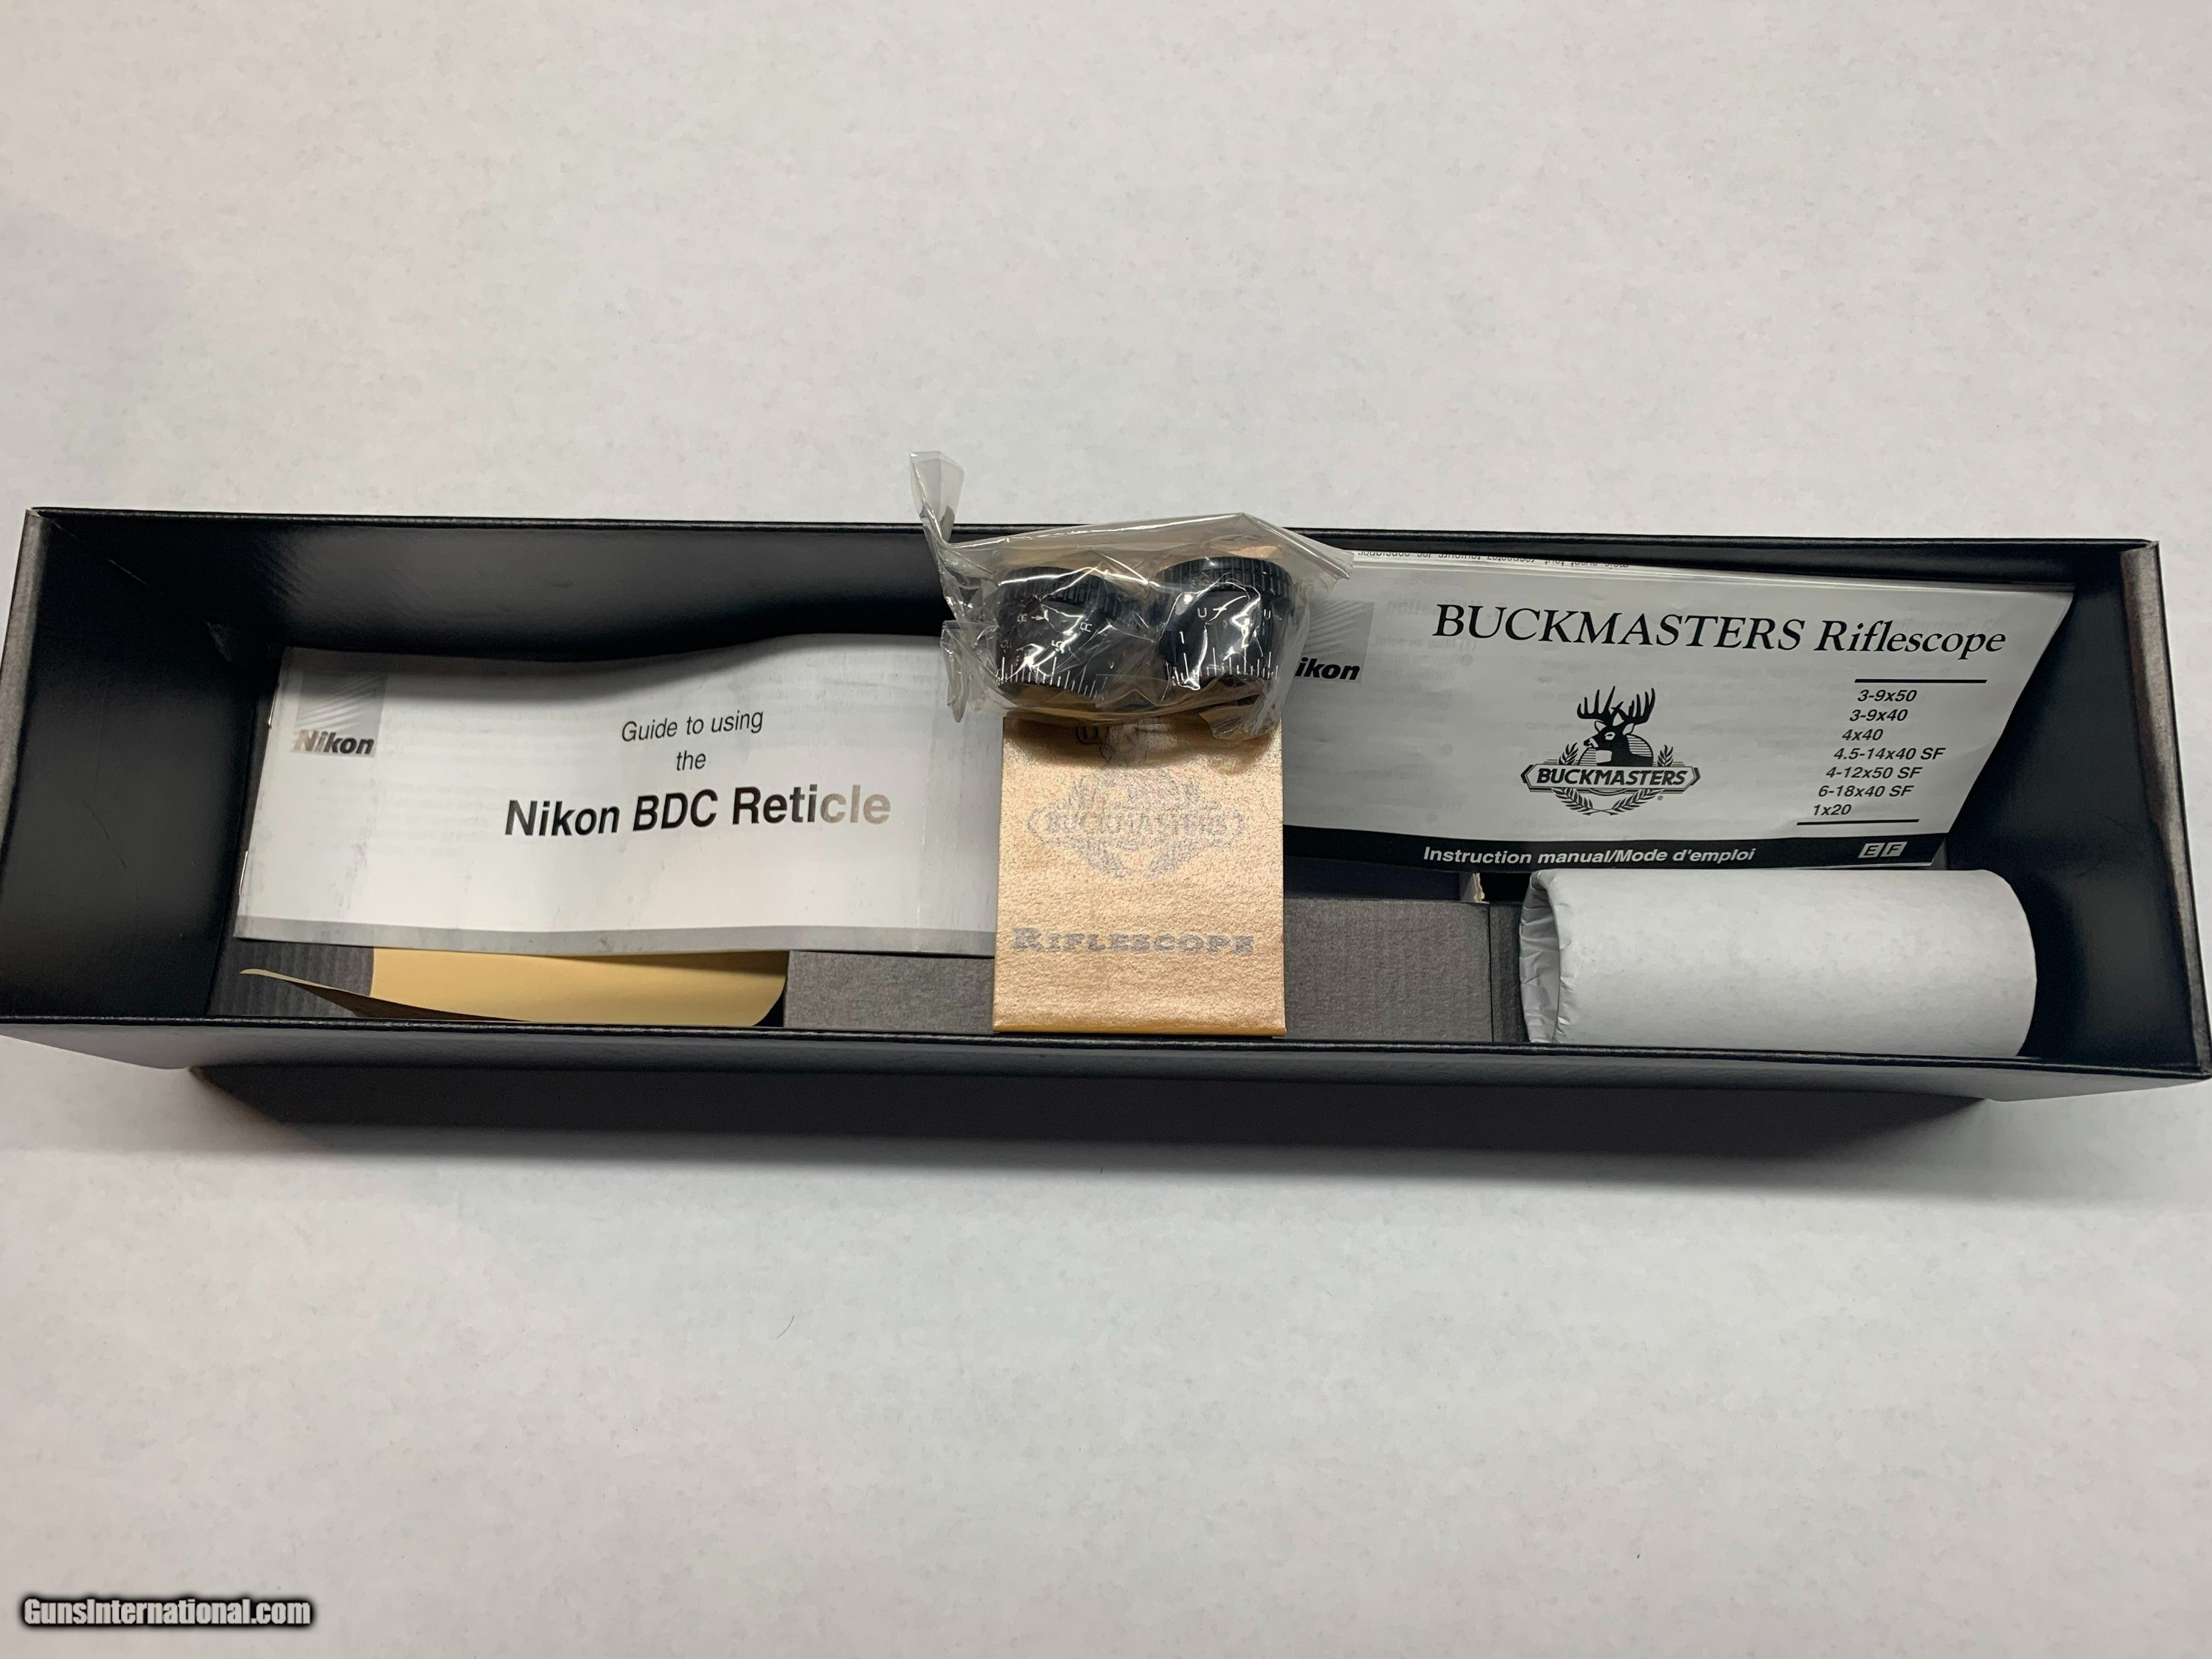 Nikon
Guide to using
the
Nikon BDC Reticle
BUCKMASTERS
RIFLESCOPE
Nikon
BUCKMASTERS Riflescope
BUCKMASTERS
3-9x50
3-9x40
4x40
4.5-14x40 SF
4-12x50 SF
6-18x40 SF
1x20
Instruction manual/Mode d'emploi
E F
GunsInternational.com